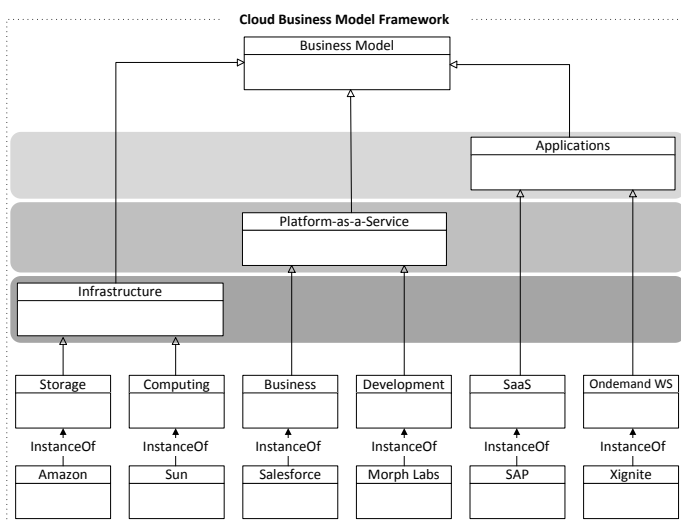 Cloud Business Model Framework
Business Model
Applications
Platform-as-a-Service
Infrastructure
Storage
Computing
Business
Development
SaaS
Ondemand WS
InstanceOf
InstanceOf
InstanceOf
InstanceOf
InstanceOf
InstanceOf
Amazon
Sun
Salesforce
Morph Labs
SAP
Xignite